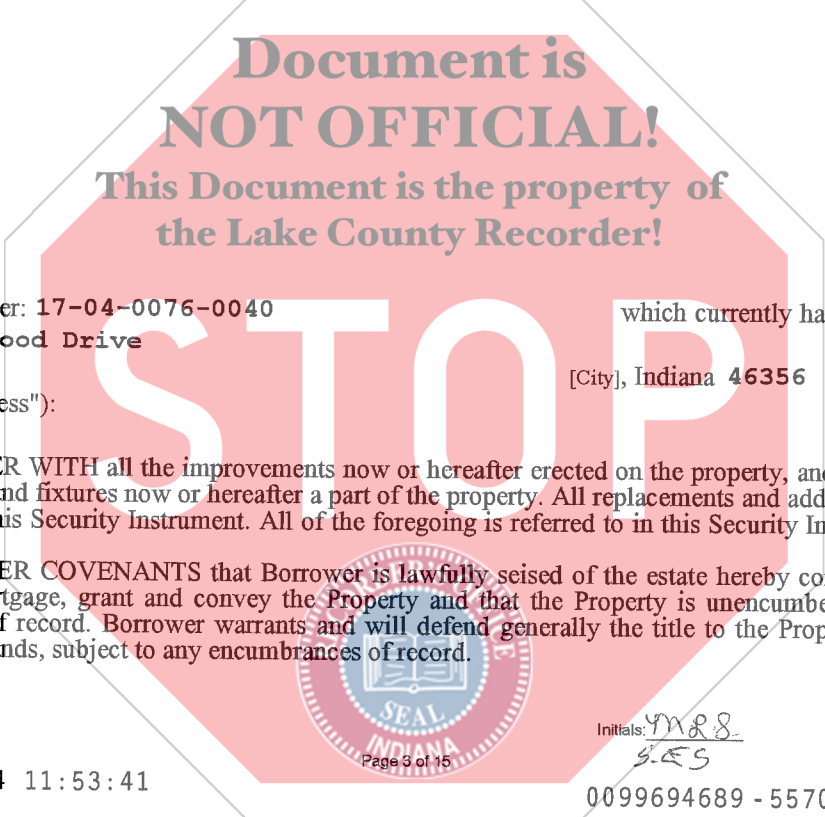 Document is
NOT OFFICIAL!
This Document is the property of
the Lake County Recorder!
STOP
er: 17-04-0076-0040 which currently ha
ood Drive
[City], Indiana 46356
ess"):
ER WITH all the improvements now or hereafter erected on the property, and
nd fixtures now or hereafter a part of the property. All replacements and add
is Security Instrument. All of the foregoing is referred to in this Security In
ER COVENANTS that Borrower is lawfully seised of the estate hereby co
tgage, grant and convey the Property and that the Property is unencumbe
f record. Borrower warrants and will defend generally the title to the Prop
nds, subject to any encumbrances of record.
SEAL
INDIANA
Initials: MRS
S.E.S
Page 3 of 15
4 11:53:41
0099694689 - 5570